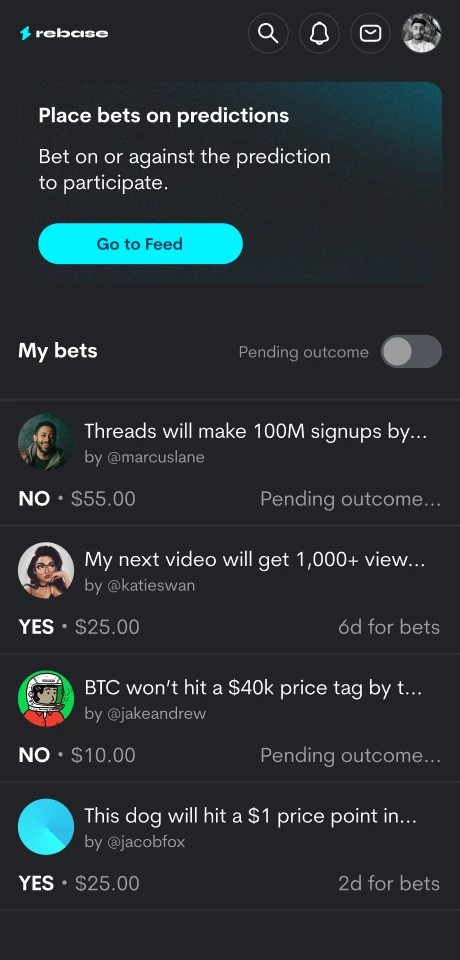 rebase
Place bets on predictions
Bet on or against the prediction
to participate.
Go to Feed
My bets
Pending outcome
Threads will make 100M signups by...
by @marcuslane
NO • $55.00
Pending outcome...
My next video will get 1,000+ view...
by @katieswan
YES • $25.00
6d for bets
BTC won’t hit a $40k price tag by t...
by @jakeandrew
NO • $10.00
Pending outcome...
This dog will hit a $1 price point in...
by @jacobfox
YES • $25.00
2d for bets